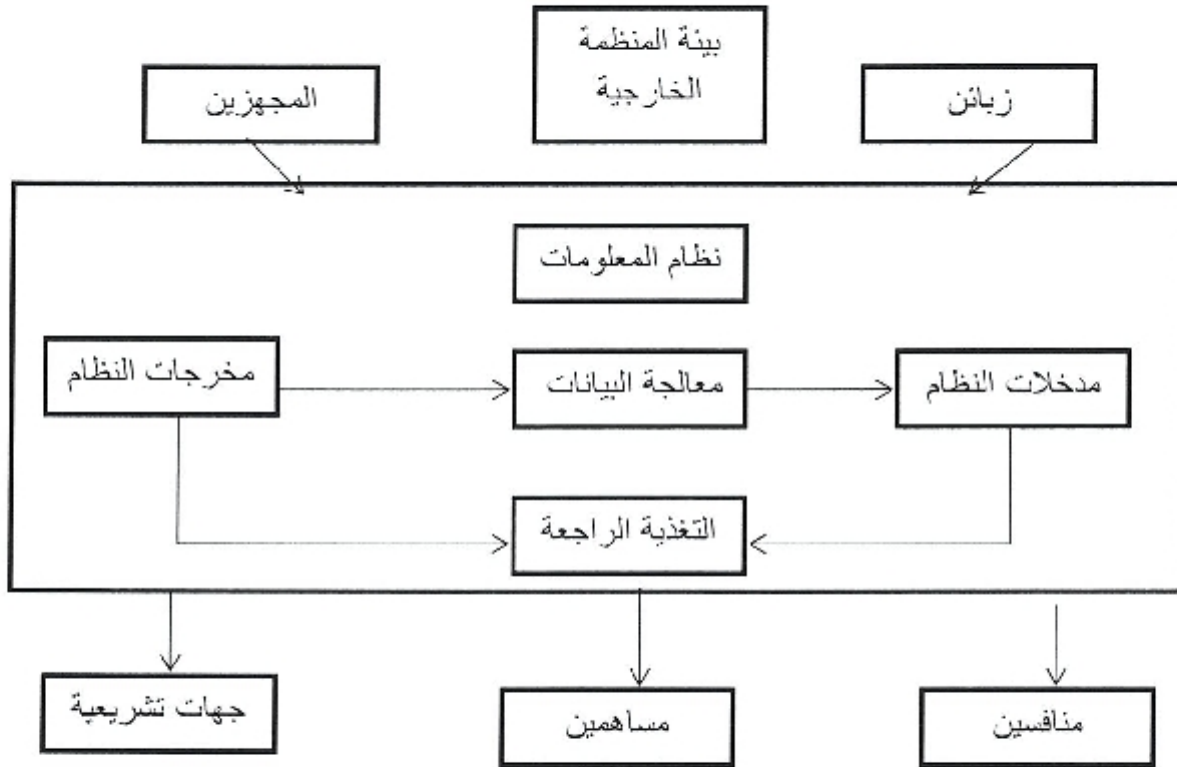 بيئة المنظمة
الخارجية
زبائن
المجهزين
نظام المعلومات
مدخلات النظام
معالجة البيانات
مخرجات النظام
التغذية الراجعة
منافسين
مساهمين
جهات تشريعية